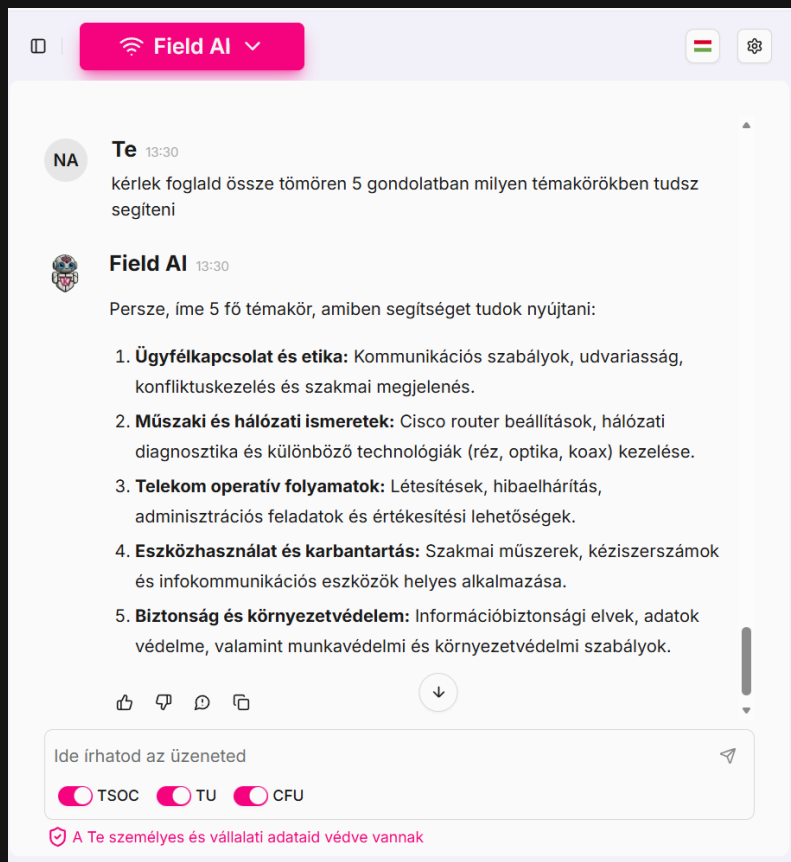 Field AI
Te 13:30
NA
kérlek foglald össze tömören 5 gondolatban milyen témakörökben tudsz
segíteni
Field AI 13:30
Persze, íme 5 fő témakör, amiben segítséget tudok nyújtani:
1. Ügyfélkapcsolat és etika: Kommunikációs szabályok, udvariasság,
konfliktuskezelés és szakmai megjelenés.
2. Műszaki és hálózati ismeretek: Cisco router beállítások, hálózati
diagnosztika és különböző technológiák (réz, optika, koax) kezelése.
3. Telekom operatív folyamatok: Létesítések, hibaelhárítás,
adminisztrációs feladatok és értékesítési lehetőségek.
4. Eszközhasználat és karbantartás: Szakmai műszerek, kéziszerszámok
és infokommunikációs eszközök helyes alkalmazása.
5. Biztonság és környezetvédelem: Információbiztonsági elvek, adatok
védelme, valamint munkavédelmi és környezetvédelmi szabályok.
Ide írhatod az üzeneted
TSOC TU CFU
A Te személyes és vállalati adataid védve vannak